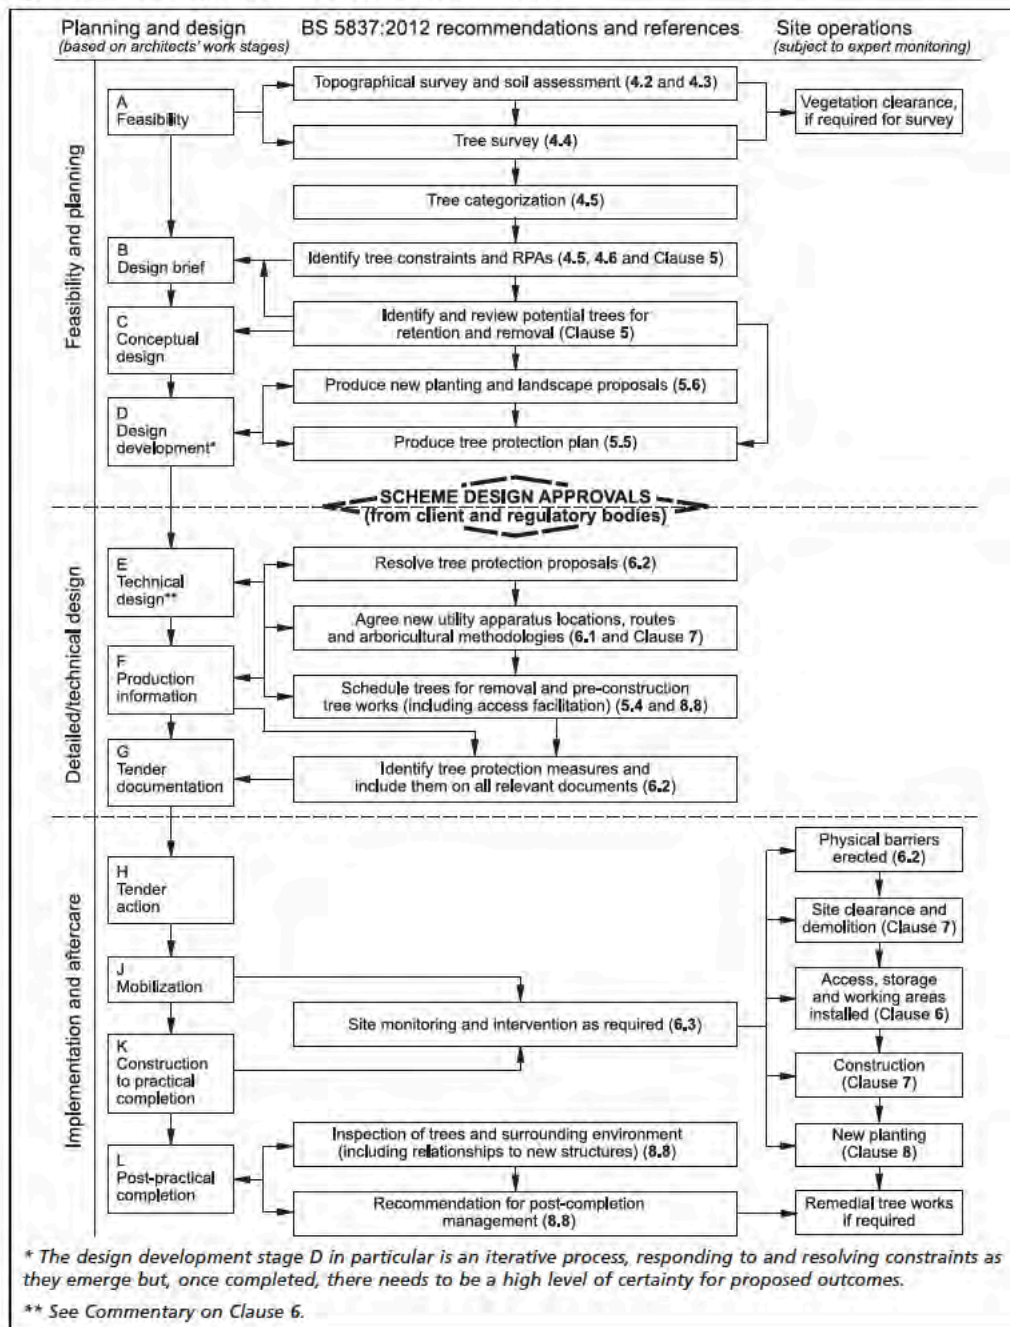 Planning and design
(based on architects' work stages)
BS 5837:2012 recommendations and references
Site operations
(subject to expert monitoring)
Feasibility and planning
A
Feasibility
Topographical survey and soil assessment (4.2 and 4.3)
Tree survey (4.4)
Vegetation clearance,
if required for survey
Tree categorization (4.5)
B
Design brief
Identify tree constraints and RPAs (4.5, 4.6 and Clause 5)
C
Conceptual
design
Identify and review potential trees for
retention and removal (Clause 5)
D
Design
development*
Produce new planting and landscape proposals (5.6)
Produce tree protection plan (5.5)
SCHEME DESIGN APPROVALS
(from client and regulatory bodies)
Detailed/technical design
E
Technical
design**
Resolve tree protection proposals (6.2)
Agree new utility apparatus locations, routes
and arboricultural methodologies (6.1 and Clause 7)
F
Production
information
Schedule trees for removal and pre-construction
tree works (including access facilitation) (5.4 and 8.8)
G
Tender
documentation
Identify tree protection measures and
include them on all relevant documents (6.2)
Implementation and aftercare
H
Tender
action
J
Mobilization
K
Construction
to practical
completion
Site monitoring and intervention as required (6.3)
Physical barriers
erected (6.2)
Site clearance and
demolition (Clause 7)
Access, storage
and working areas
installed (Clause 6)
Construction
(Clause 7)
New planting
(Clause 8)
L
Post-practical
completion
Inspection of trees and surrounding environment
(including relationships to new structures) (8.8)
Recommendation for post-completion
management (8.8)
Remedial tree works
if required
* The design development stage D in particular is an iterative process, responding to and resolving constraints as
they emerge but, once completed, there needs to be a high level of certainty for proposed outcomes.
** See Commentary on Clause 6.